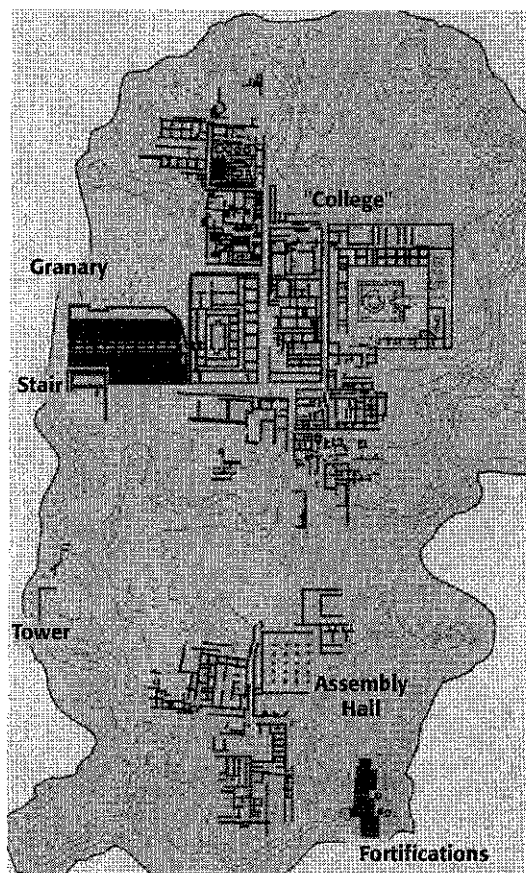 "College"
Granary
Stair
Tower
Assembly
Hall
Fortifications